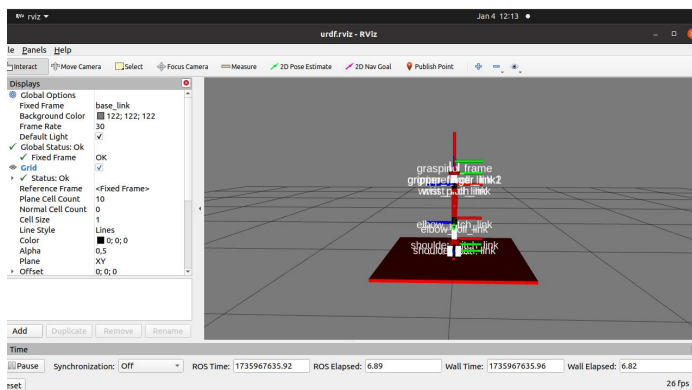 rviz
Jan 4 12:13
urdf.rviz - RViz
le Panels Help
Interact Move Camera Select Focus Camera Measure 2D Pose Estimate 2D Nav Goal Publish Point
Displays
Global Options
Fixed Frame base_link
Background Color 122; 122; 122
Frame Rate 30
Default Light
Global Status: Ok
Fixed Frame OK
Grid
Status: Ok
Reference Frame <Fixed Frame>
Plane Cell Count 10
Normal Cell Count 0
Cell Size 1
Line Style Lines
Color 0; 0; 0
Alpha 0,5
Plane XY
Offset 0; 0; 0
Add Duplicate Remove Rename
frame
link2
link
link
link
Time
Pause Synchronization: Off ROS Time: 1735967635.92 ROS Elapsed: 6.89 Wall Time: 1735967635.96 Wall Elapsed: 6.82
eset
26 fps